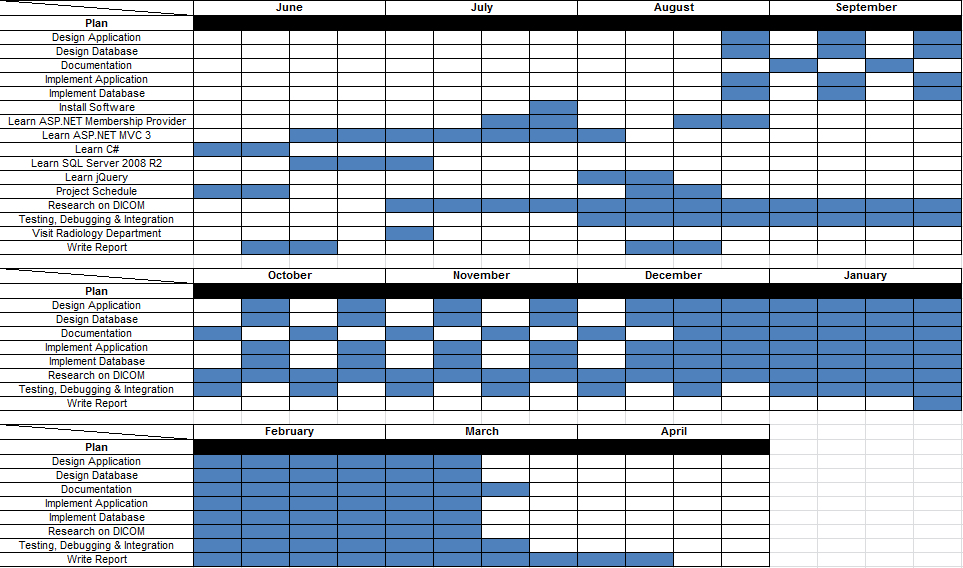 June July August September
Plan
Design Application
Design Database
Documentation
Implement Application
Implement Database
Install Software
Learn ASP.NET Membership Provider
Learn ASP.NET MVC 3
Learn C#
Learn SQL Server 2008 R2
Learn jQuery
Project Schedule
Research on DICOM
Testing, Debugging & Integration
Visit Radiology Department
Write Report
October November December January
Plan
Design Application
Design Database
Documentation
Implement Application
Implement Database
Research on DICOM
Testing, Debugging & Integration
Write Report
February March April
Plan
Design Application
Design Database
Documentation
Implement Application
Implement Database
Research on DICOM
Testing, Debugging & Integration
Write Report